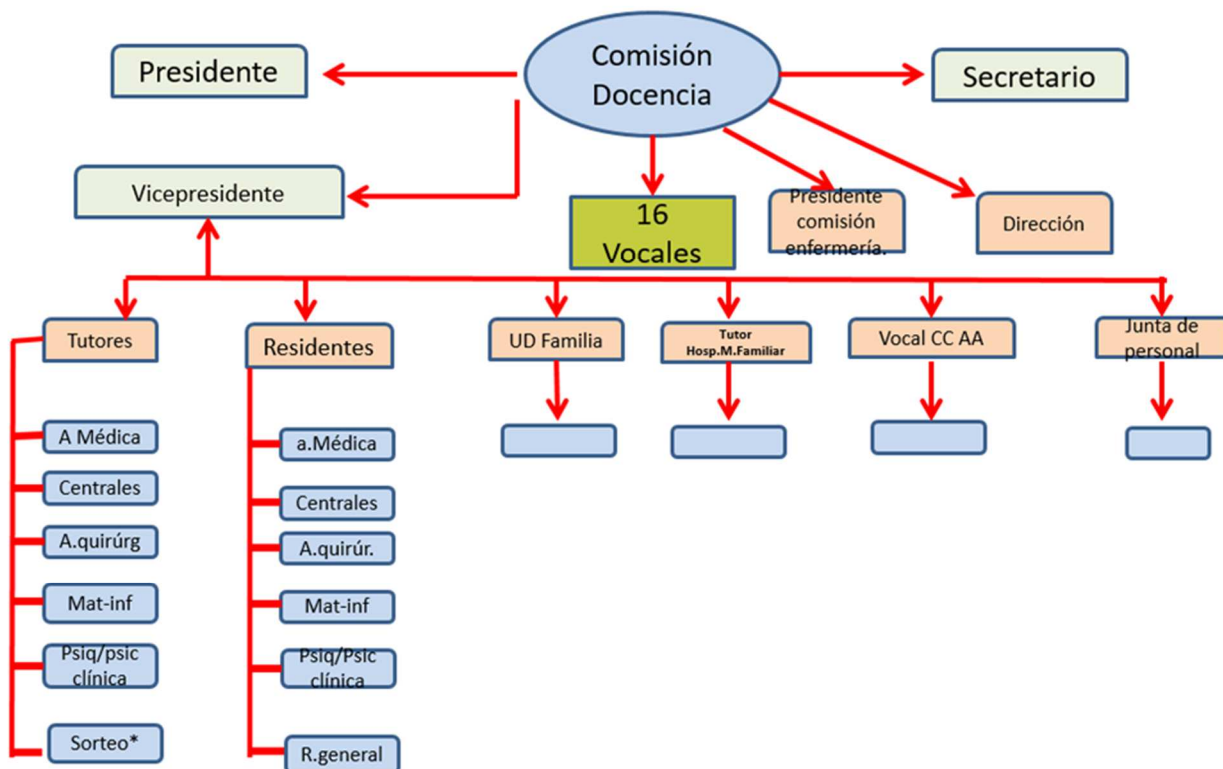 Presidente
Comisión
Docencia
Secretario
Vicepresidente
16
Vocales
Presidente
comisión
enfermería.
Dirección
Tutores
Residentes
UD Familia
Tutor
Hosp.M.Familiar
Vocal CC AA
Junta de
personal
A Médica
Centrales
A.quirúrg
Mat-inf
Psiq/psic
clínica
Sorteo*
a.Médica
Centrales
A.quirúr.
Mat-inf
Psiq/Psic
clínica
R.general